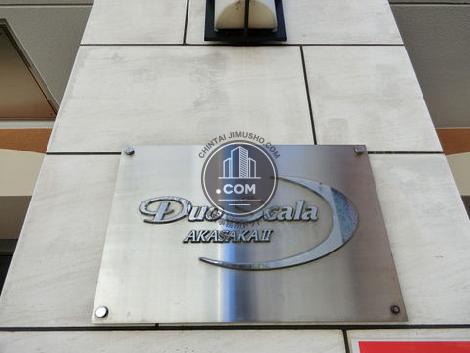 CHINTAI JIMUSHO.COM
.COM
Duo Scala
AKASAKA II